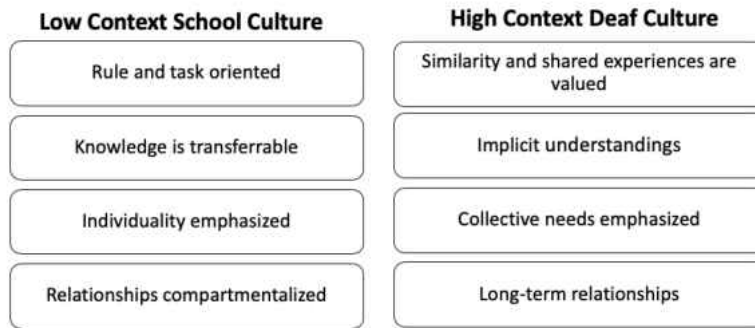 Low Context School Culture
Rule and task oriented
Knowledge is transferrable
Individuality emphasized
Relationships compartmentalized
High Context Deaf Culture
Similarity and shared experiences are
valued
Implicit understandings
Collective needs emphasized
Long-term relationships